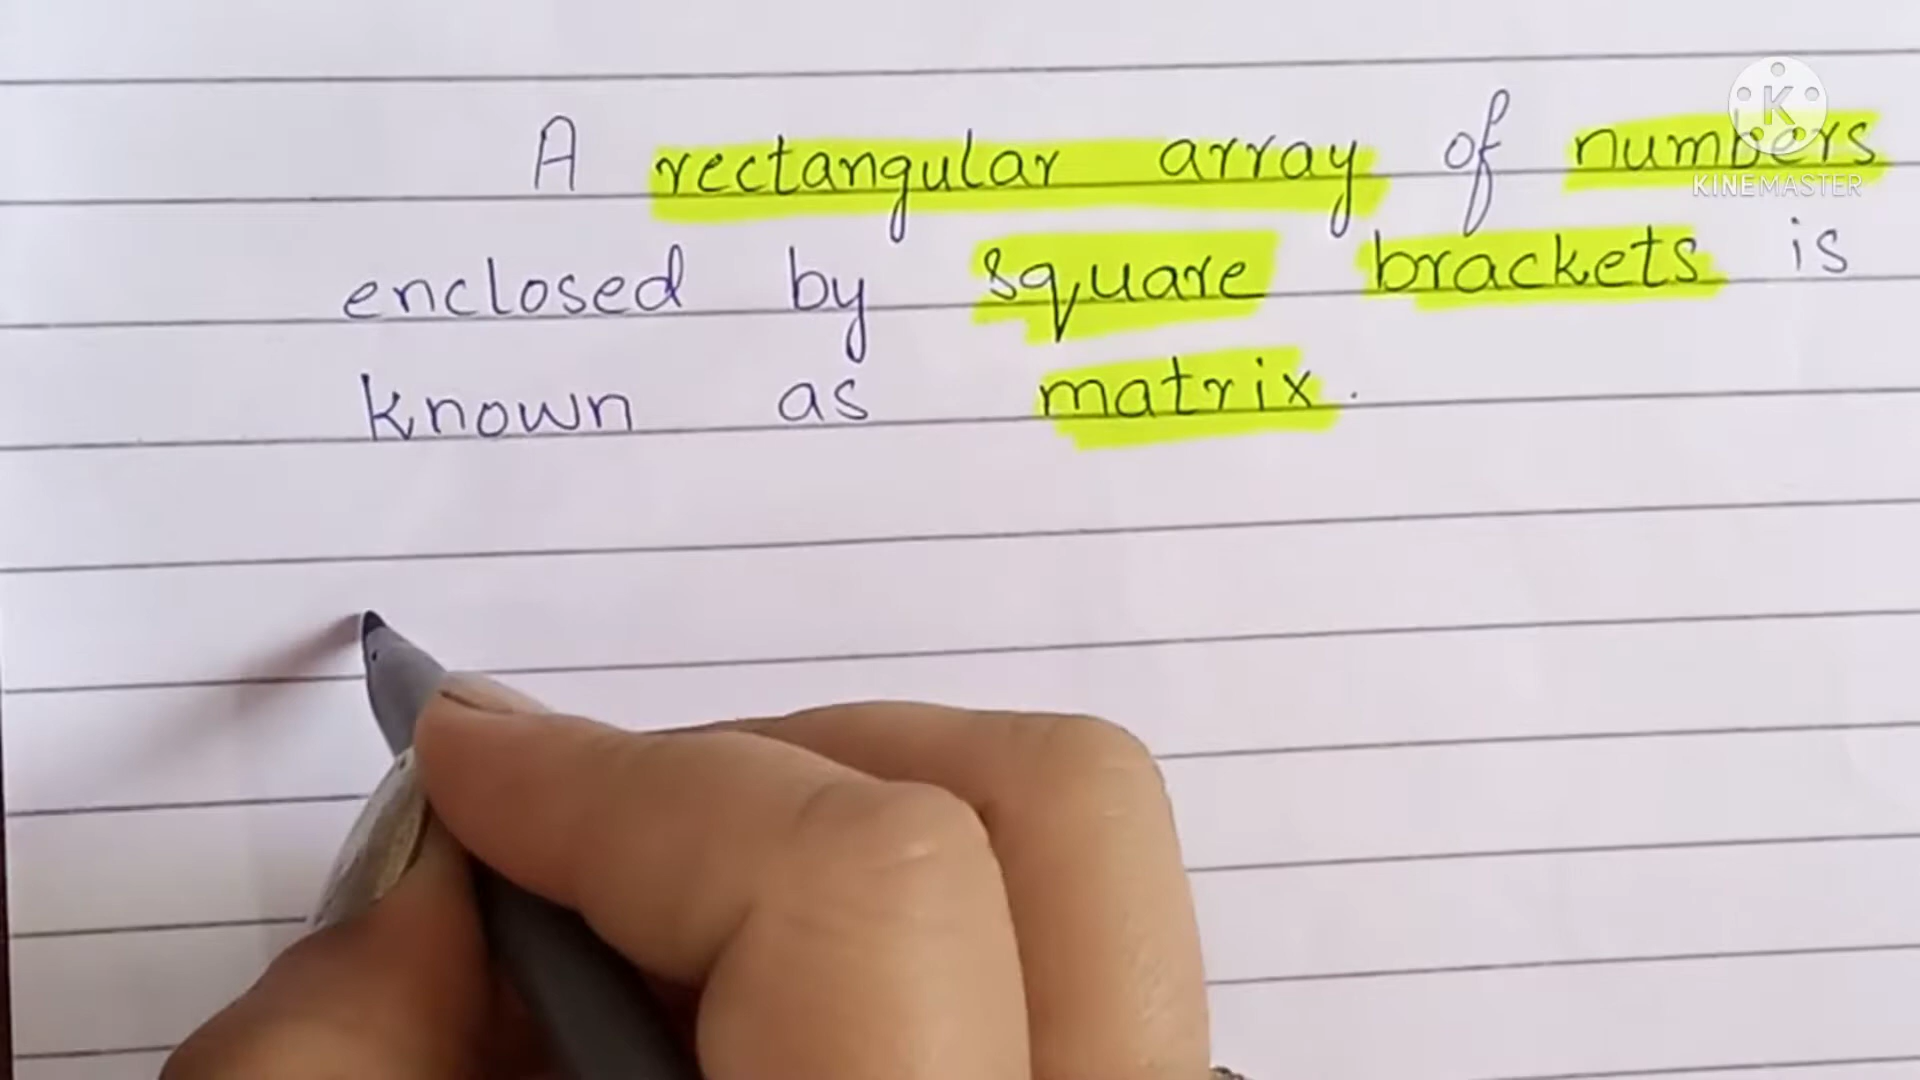 A rectangular array of numbers
enclosed by square brackets is
known as matrix.
K
KINEMASTER